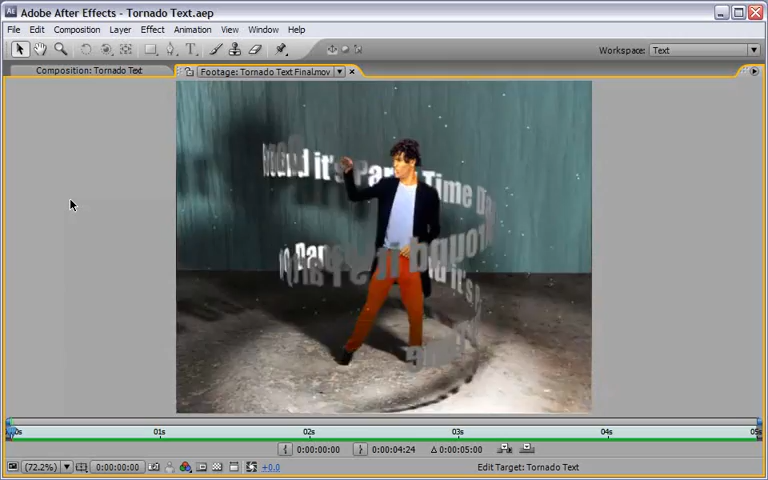 Adobe After Effects - Tornado Text.aep
File Edit Composition Layer Effect Animation View Window Help
Workspace: Text
Composition: Tornado Text
Footage: Tornado Text Final.mov
it's Time
it's
01s 02s 03s 04s
0:00:00:00 0:00:04:24 Δ 0:00:05:00
(72.2%) 0:00:00:00 +0.0 Edit Target: Tornado Text